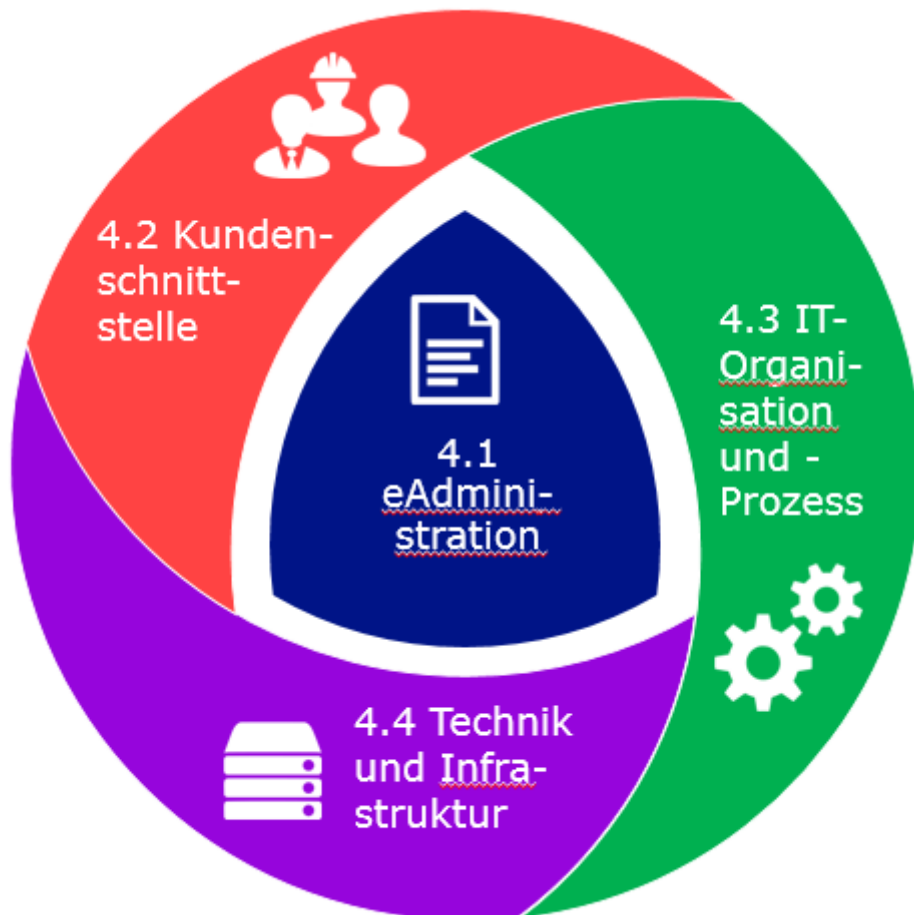 4.2 Kunden-
schnitt-
stelle
4.1
eAdmini-
stration
4.3 IT-
Organi-
sation
und -
Prozess
4.4 Technik
und Infra-
struktur